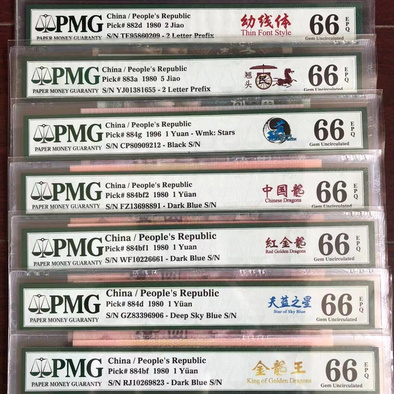 PMG
PAPER MONEY GUARANTY
China / People's Republic
Pick# 882d 1980 2 Jiao
S/N TE95860209 - 2 Letter Prefix
幼线体
Thin Font Style
66 EPQ
Gem Uncirculated
PMG
PAPER MONEY GUARANTY
China / People's Republic
Pick# 883a 1980 5 Jiao
S/N YJ01381655 - 2 Letter Prefix
翘头
66 EPQ
Gem Uncirculated
PMG
PAPER MONEY GUARANTY
China / People's Republic
Pick# 884g 1996 1 Yuan - Wmk: Stars
S/N CP80909212 - Black S/N
66 EPQ
Gem Uncirculated
PMG
PAPER MONEY GUARANTY
China / People's Republic
Pick# 884bf2 1980 1 Yüan
S/N FZ13698891 - Dark Blue S/N
中国龍
Chinese Dragons
66 EPQ
Gem Uncirculated
PMG
PAPER MONEY GUARANTY
China / People's Republic
Pick# 884bf1 1980 1 Yüan
S/N WF10226661 - Dark Blue S/N
红金龍
Red Golden Dragons
66 EPQ
Gem Uncirculated
PMG
PAPER MONEY GUARANTY
China / People's Republic
Pick# 884d 1980 1 Yüan
S/N GZ83396906 - Deep Sky Blue S/N
天蓝之星
Star of Sky Blue
66 EPQ
Gem Uncirculated
PMG
PAPER MONEY GUARANTY
China / People's Republic
Pick# 884bf 1980 1 Yüan
S/N RJ10269823 - Dark Blue S/N
金龍王
King of Golden Dragons
66 EPQ
Gem Uncirculated